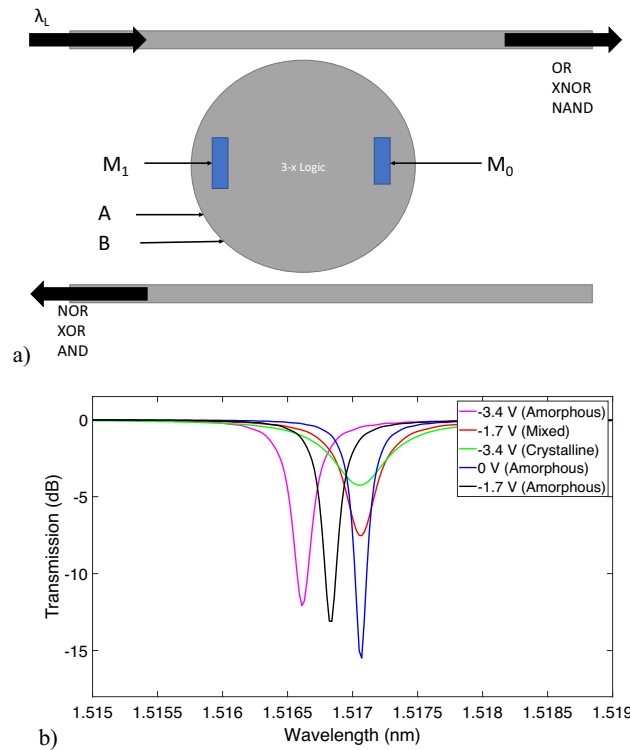 λL
OR
XNOR
NAND
M1
3-x Logic
M0
A
B
NOR
XOR
AND
a)
0
-5
-10
-15
Transmission (dB)
-3.4 V (Amorphous)
-1.7 V (Mixed)
-3.4 V (Crystalline)
0 V (Amorphous)
-1.7 V (Amorphous)
1.515 1.5155 1.516 1.5165 1.517 1.5175 1.518 1.5185 1.519
Wavelength (nm)
b)